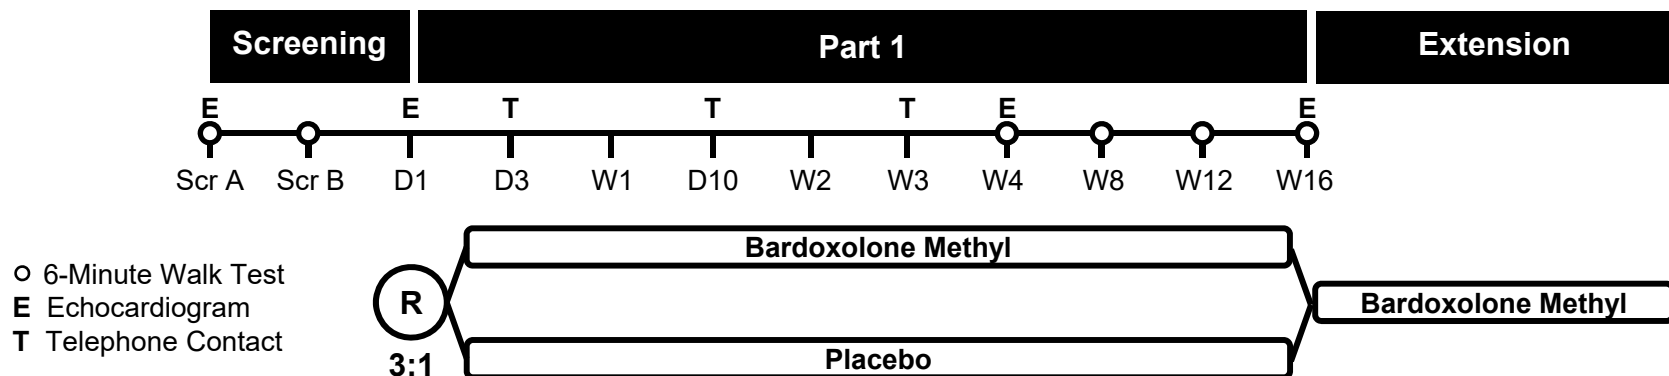 Screening Part 1 Extension
E E T T T E E
Scr A Scr B D1 D3 W1 D10 W2 W3 W4 W8 W12 W16
Bardoxolone Methyl
6-Minute Walk Test
E Echocardiogram
T Telephone Contact
R
3:1
Bardoxolone Methyl
Placebo